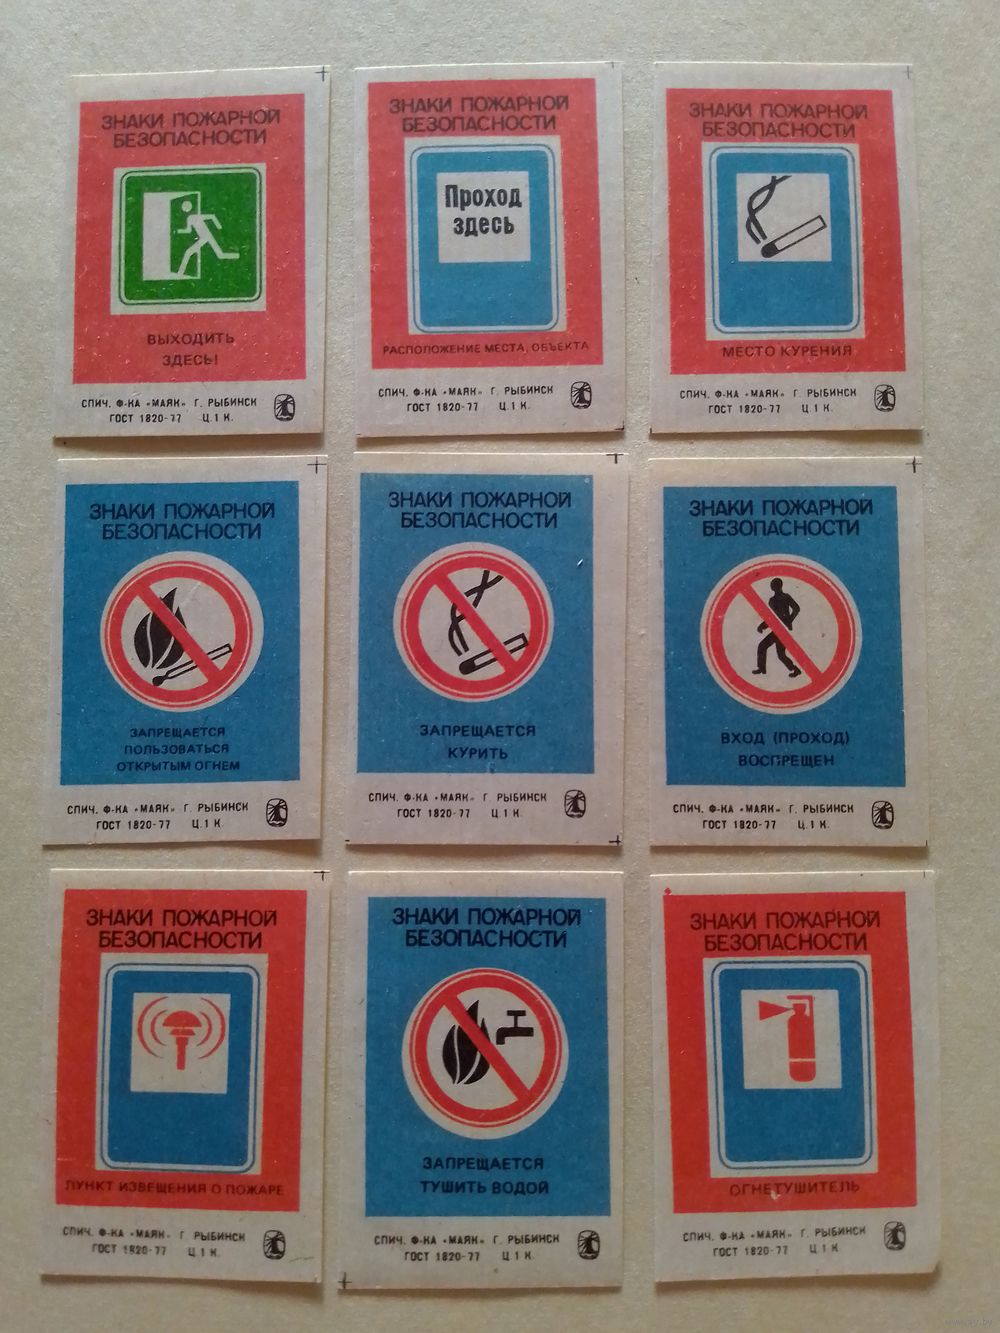 ЗНАКИ ПОЖАРНОЙ
БЕЗОПАСНОСТИ
ВЫХОДИТЬ
ЗДЕСЬ!
СПИЧ. Ф-КА «МАЯК» Г. РЫБИНСК
ГОСТ 1820-77 Ц.1 К.
ЗНАКИ ПОЖАРНОЙ
БЕЗОПАСНОСТИ
Проход
здесь
РАСПОЛОЖЕНИЕ МЕСТА, ОБЪЕКТА
СПИЧ. Ф-КА «МАЯК» Г. РЫБИНСК
ГОСТ 1820-77 Ц.1 К.
ЗНАКИ ПОЖАРНОЙ
БЕЗОПАСНОСТИ
МЕСТО КУРЕНИЯ
СПИЧ. Ф-КА «МАЯК» Г. РЫБИНСК
ГОСТ 1820-77 Ц.1 К.
ЗНАКИ ПОЖАРНОЙ
БЕЗОПАСНОСТИ
ЗАПРЕЩАЕТСЯ
ПОЛЬЗОВАТЬСЯ
ОТКРЫТЫМ ОГНЕМ
СПИЧ. Ф-КА «МАЯК» Г. РЫБИНСК
ГОСТ 1820-77 Ц.1 К.
ЗНАКИ ПОЖАРНОЙ
БЕЗОПАСНОСТИ
ЗАПРЕЩАЕТСЯ
КУРИТЬ
СПИЧ. Ф-КА «МАЯК» Г. РЫБИНСК
ГОСТ 1820-77 Ц.1 К.
ЗНАКИ ПОЖАРНОЙ
БЕЗОПАСНОСТИ
ВХОД (ПРОХОД)
ВОСПРЕЩЕН
СПИЧ. Ф-КА «МАЯК» Г. РЫБИНСК
ГОСТ 1820-77 Ц.1 К.
ЗНАКИ ПОЖАРНОЙ
БЕЗОПАСНОСТИ
ПУНКТ ИЗВЕЩЕНИЯ О ПОЖАРЕ
СПИЧ. Ф-КА «МАЯК» Г. РЫБИНСК
ГОСТ 1820-77 Ц.1 К.
ЗНАКИ ПОЖАРНОЙ
БЕЗОПАСНОСТИ
ЗАПРЕЩАЕТСЯ
ТУШИТЬ ВОДОЙ
СПИЧ. Ф-КА «МАЯК» Г. РЫБИНСК
ГОСТ 1820-77 Ц.1 К.
ЗНАКИ ПОЖАРНОЙ
БЕЗОПАСНОСТИ
ОГНЕТУШИТЕЛЬ
СПИЧ. Ф-КА «МАЯК» Г. РЫБИНСК
ГОСТ 1820-77 Ц.1 К.